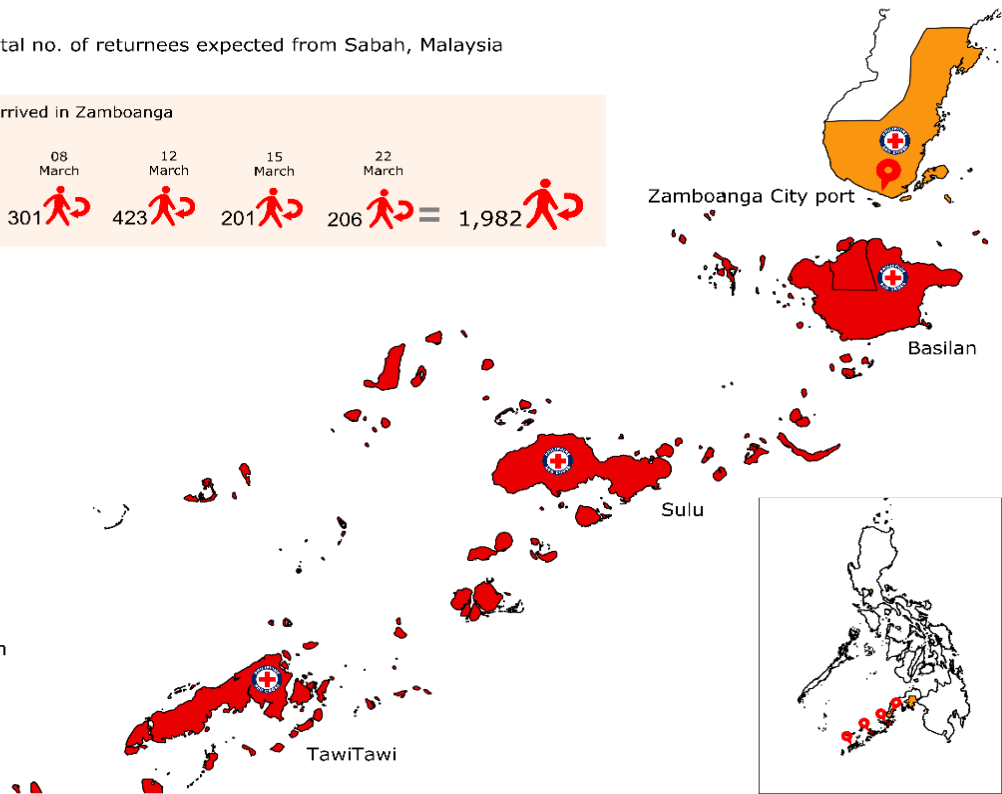 tal no. of returnees expected from Sabah, Malaysia
rrived in Zamboanga
08 March
12 March
15 March
22 March
301
423
201
206
=
1,982
Zamboanga City port
Basilan
Sulu
n
TawiTawi